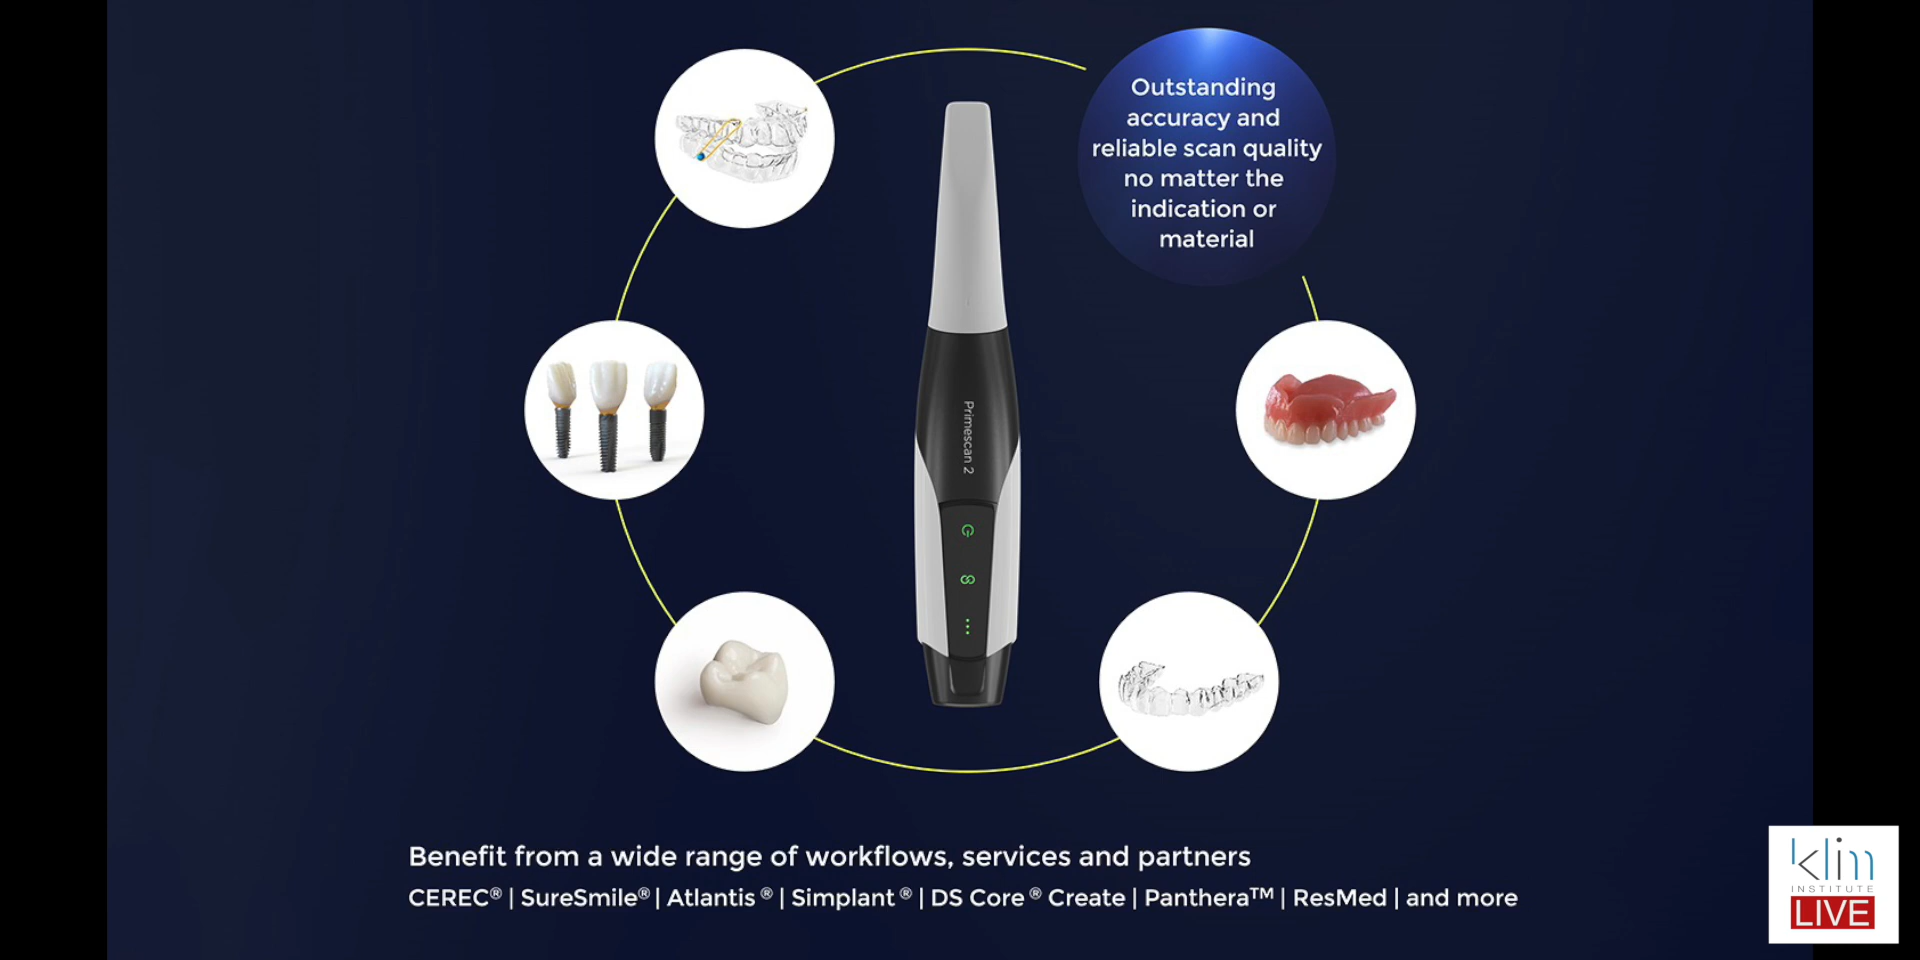 Outstanding
accuracy and
reliable scan quality
no matter the
indication or
material
Primescan 2
Benefit from a wide range of workflows, services and partners
CEREC® | SureSmile® | Atlantis® | Simplant® | DS Core® Create | Panthera™ | ResMed | and more
klim
INSTITUTE
LIVE